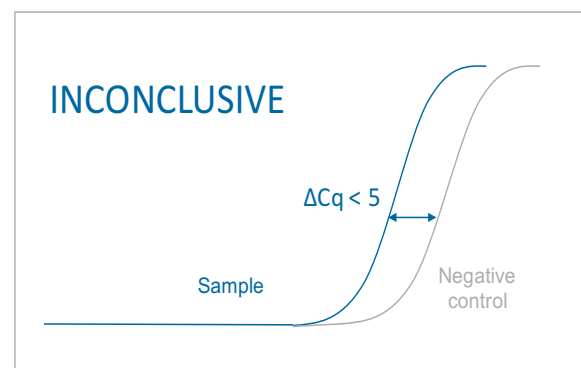 INCONCLUSIVE
ΔCq < 5
Sample
Negative
control